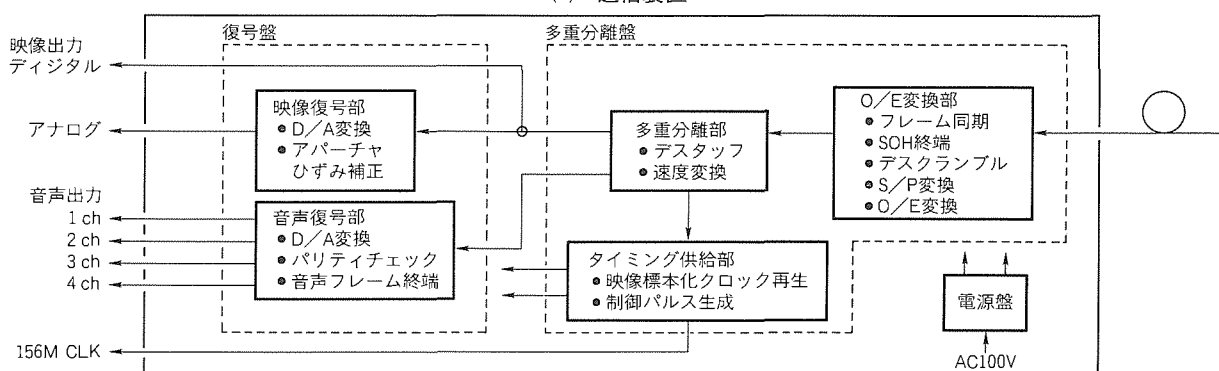 復号盤
多重分離盤
映像出力
ディジタル
アナログ
音声出力
1 ch
2 ch
3 ch
4 ch
156M CLK
映像復号部
● D/A変換
● アパーチャ
ひずみ補正
音声復号部
● D/A変換
● パリティチェック
● 音声フレーム終端
多重分離部
● デスタッフ
● 速度変換
タイミング供給部
● 映像標本化クロック再生
● 制御パルス生成
O/E変換部
● フレーム同期
● SOH終端
● デスクランブル
● S/P変換
● O/E変換
電源盤
AC100V